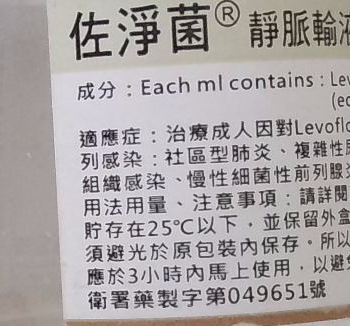 佐淨菌® 靜脈輸液
成分：Each ml contains : Lev
(eq
適應症：治療成人因對Levoflo
列感染：社區型肺炎、複雜性
組織感染、慢性細菌性前列腺
用法用量、注意事項：請詳閱
貯存在25℃以下，並保留外盒
須避光於原包裝內保存。所以
應於3小時內馬上使用，以避
衛署藥製字第049651號